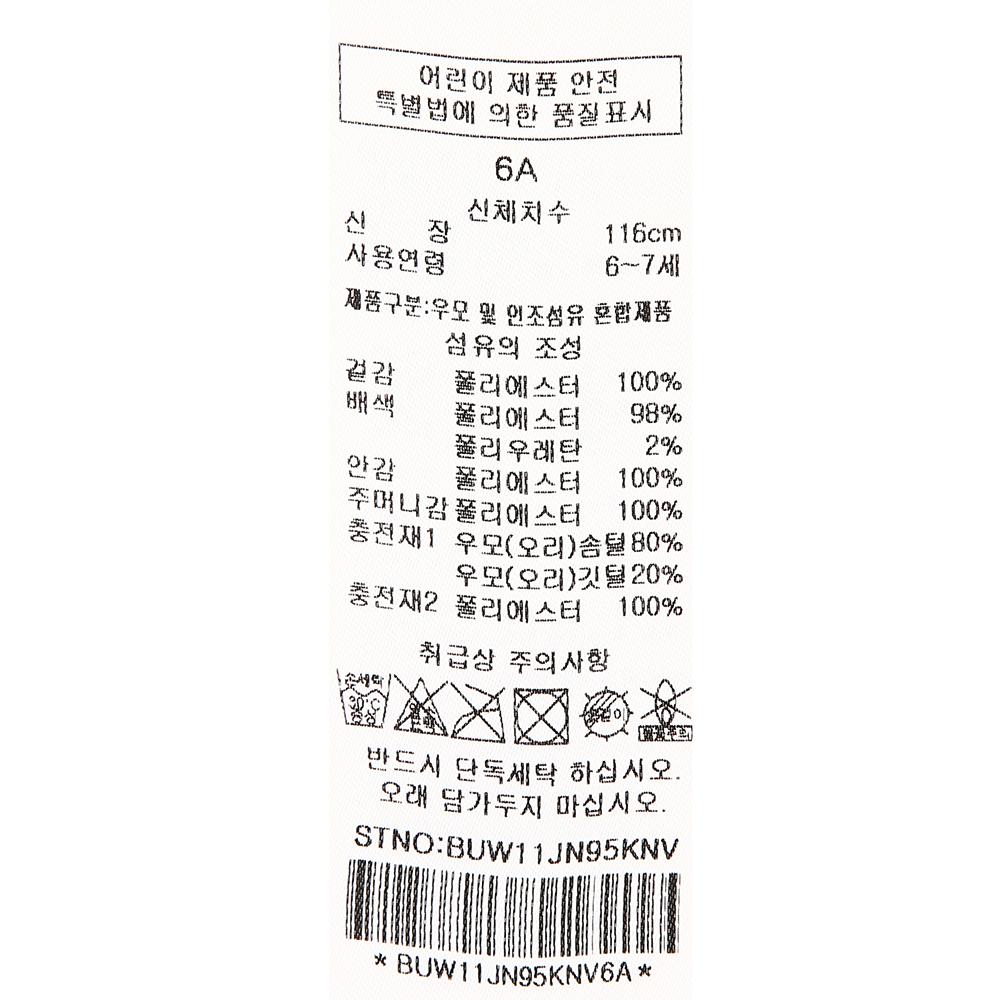 어린이 제품 안전
특별법에 의한 품질표시
6A
신체치수
신 장 116cm
사용연령 6~7세
제품구분:우모 및 인조섬유 혼합제품
섬유의 조성
겉감 폴리에스터 100%
배색 폴리에스터 98%
폴리우레탄 2%
안감 폴리에스터 100%
주머니감 폴리에스터 100%
충전재1 우모(오리)솜털 80%
우모(오리)깃털 20%
충전재2 폴리에스터 100%
취급상 주의사항
손세탁
30℃
중성
옷걸이
반드시 단독세탁 하십시오.
오래 담가두지 마십시오.
STNO:BUW11JN95KNV
*BUW11JN95KNV6A*